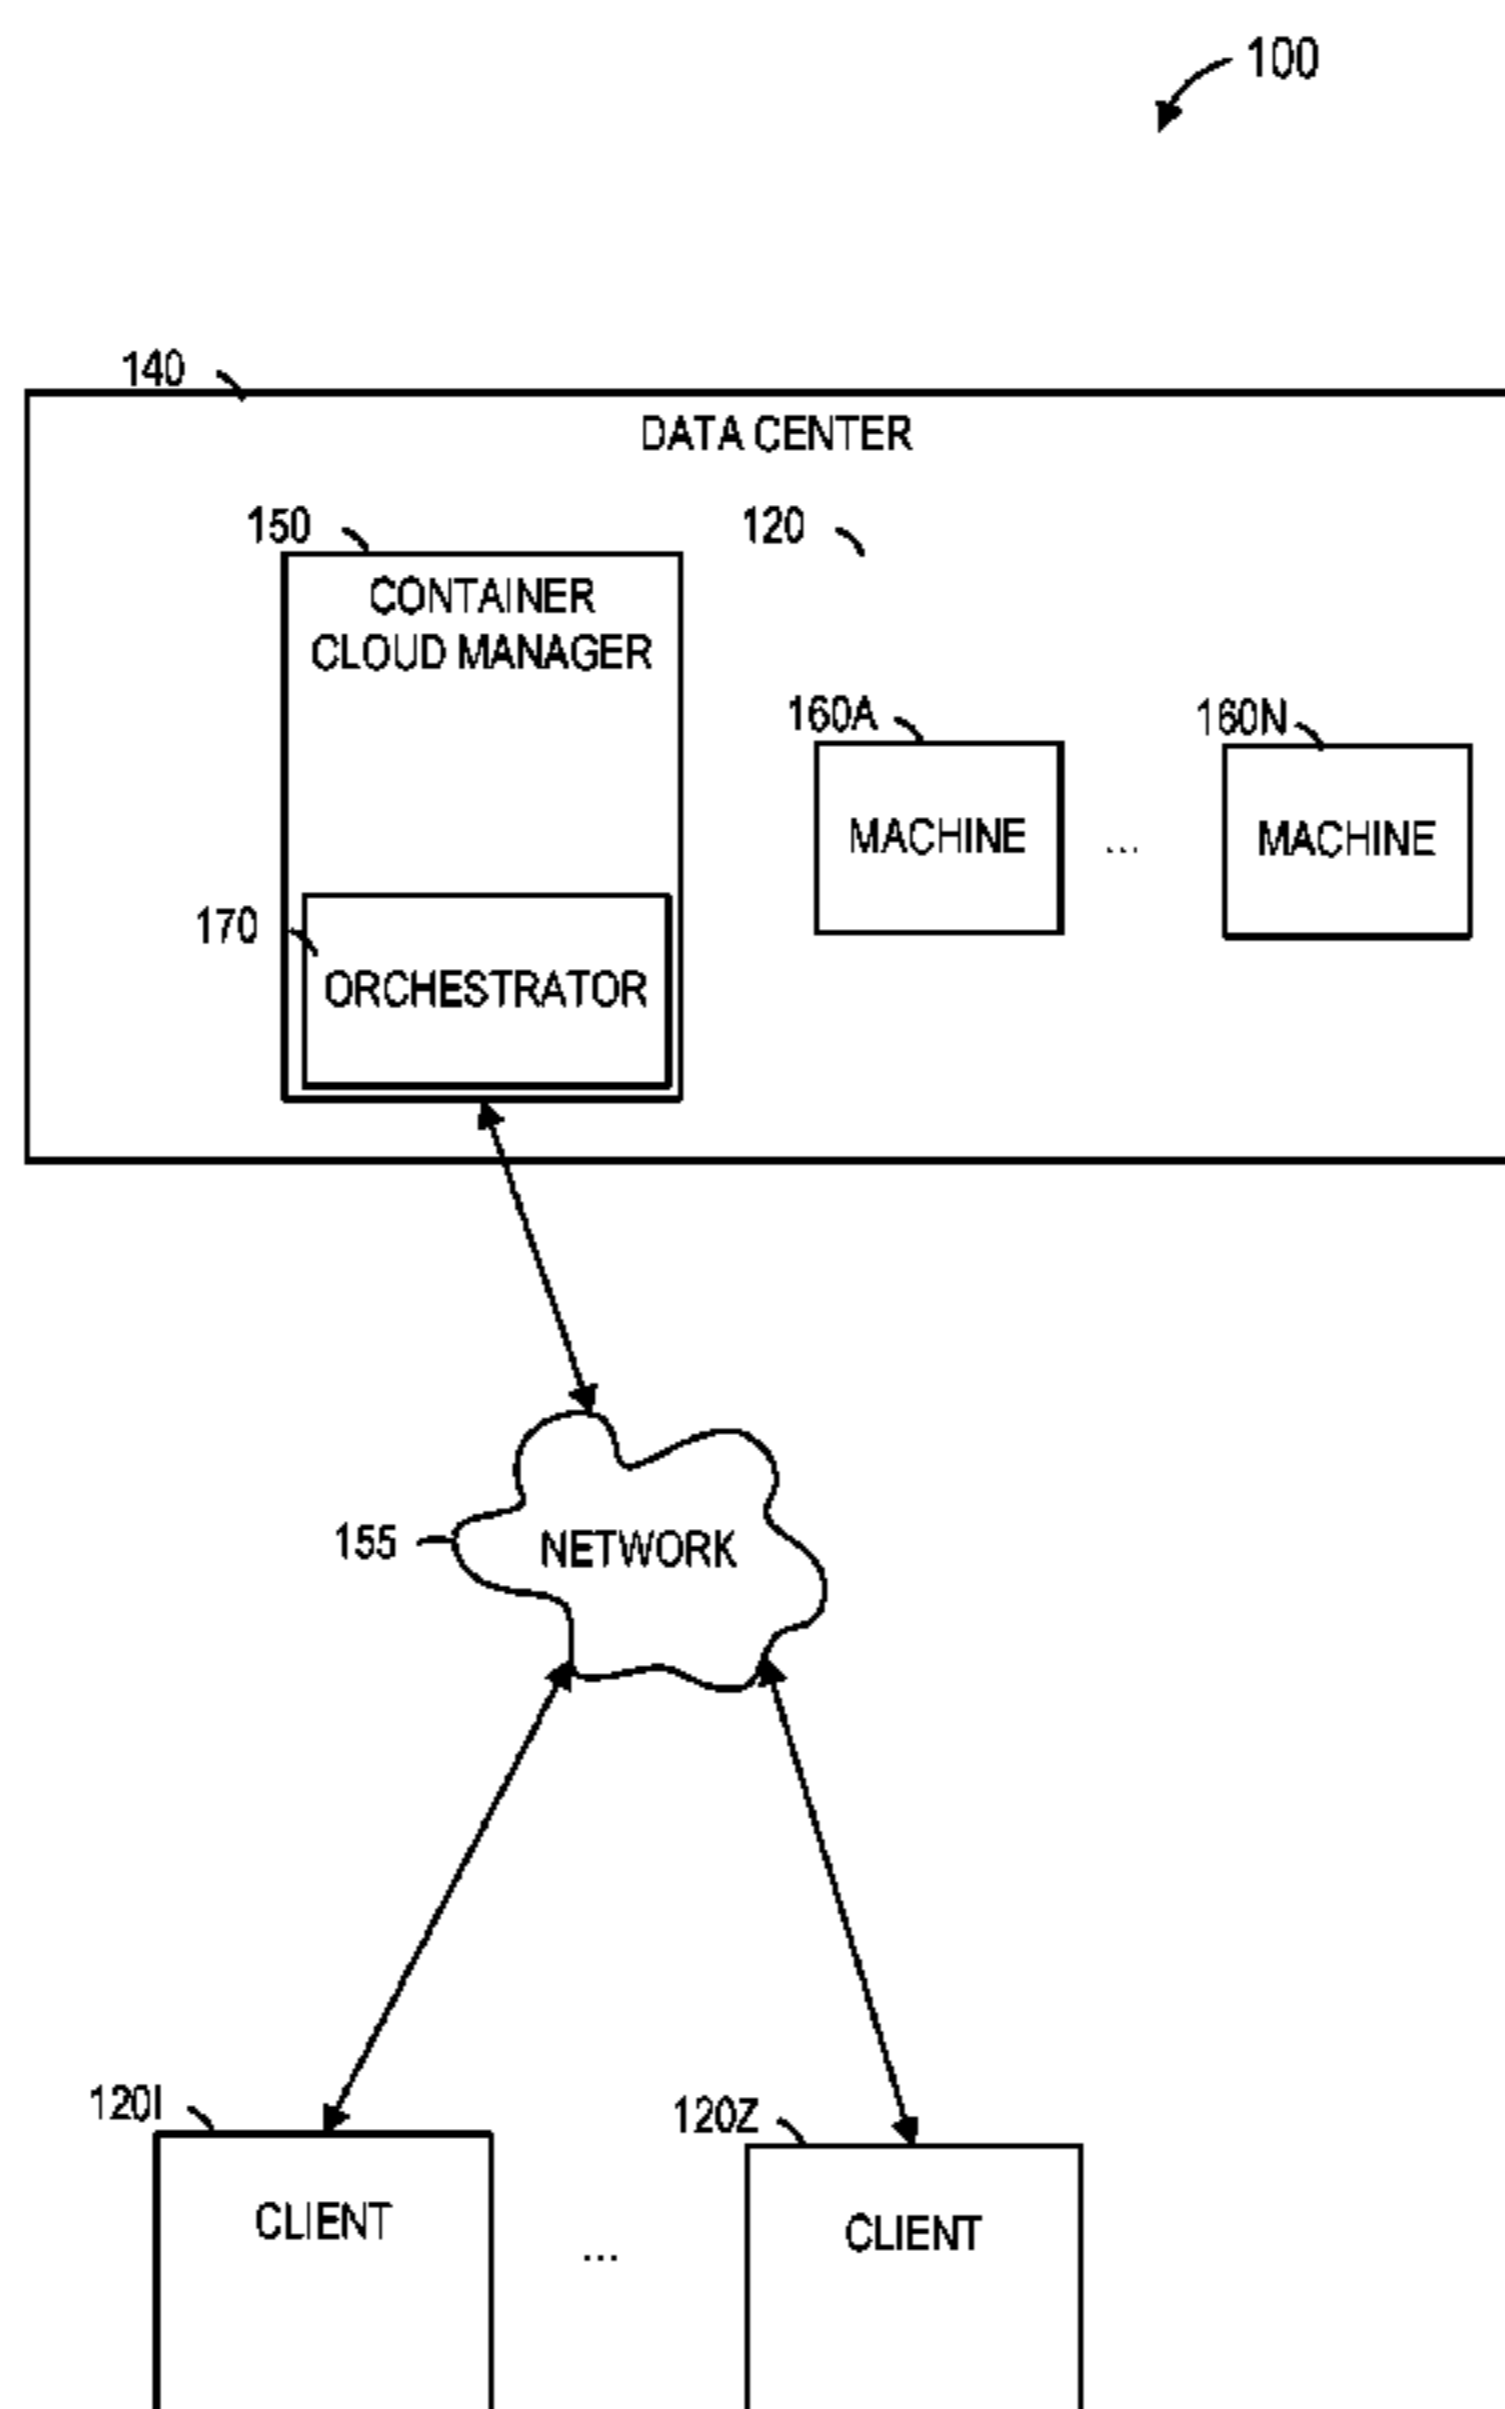 100
140
DATA CENTER
150
120
CONTAINER
CLOUD MANAGER
160A
160N
MACHINE
...
MACHINE
170
ORCHESTRATOR
155
NETWORK
120I
120Z
CLIENT
...
CLIENT